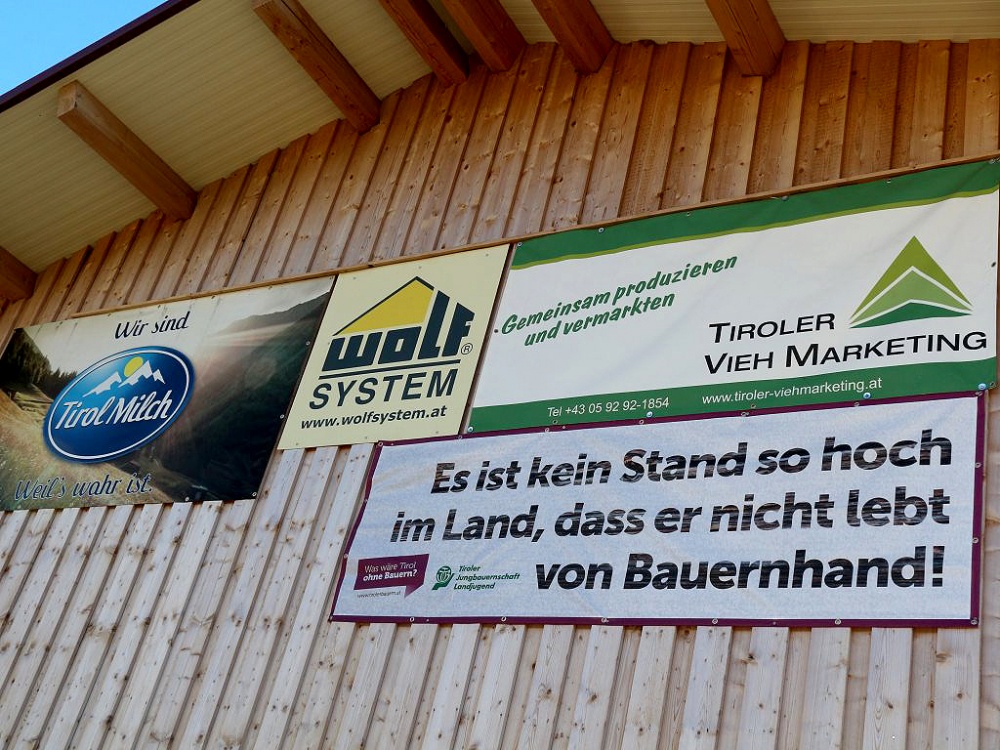 Wir sind
Tirol Milch
Weil's wahr ist.
WOLF®
SYSTEM
www.wolfsystem.at
Gemeinsam produzieren
und vermarkten
TIROLER
VIEH MARKETING
Tel +43 05 92 92-1854
www.tiroler-viehmarketing.at
Es ist kein Stand so hoch
im Land, dass er nicht lebt
von Bauernhand!
Was wäre Tirol
ohne Bauern?
Tiroler
Jungbauernschaft
Landjugend